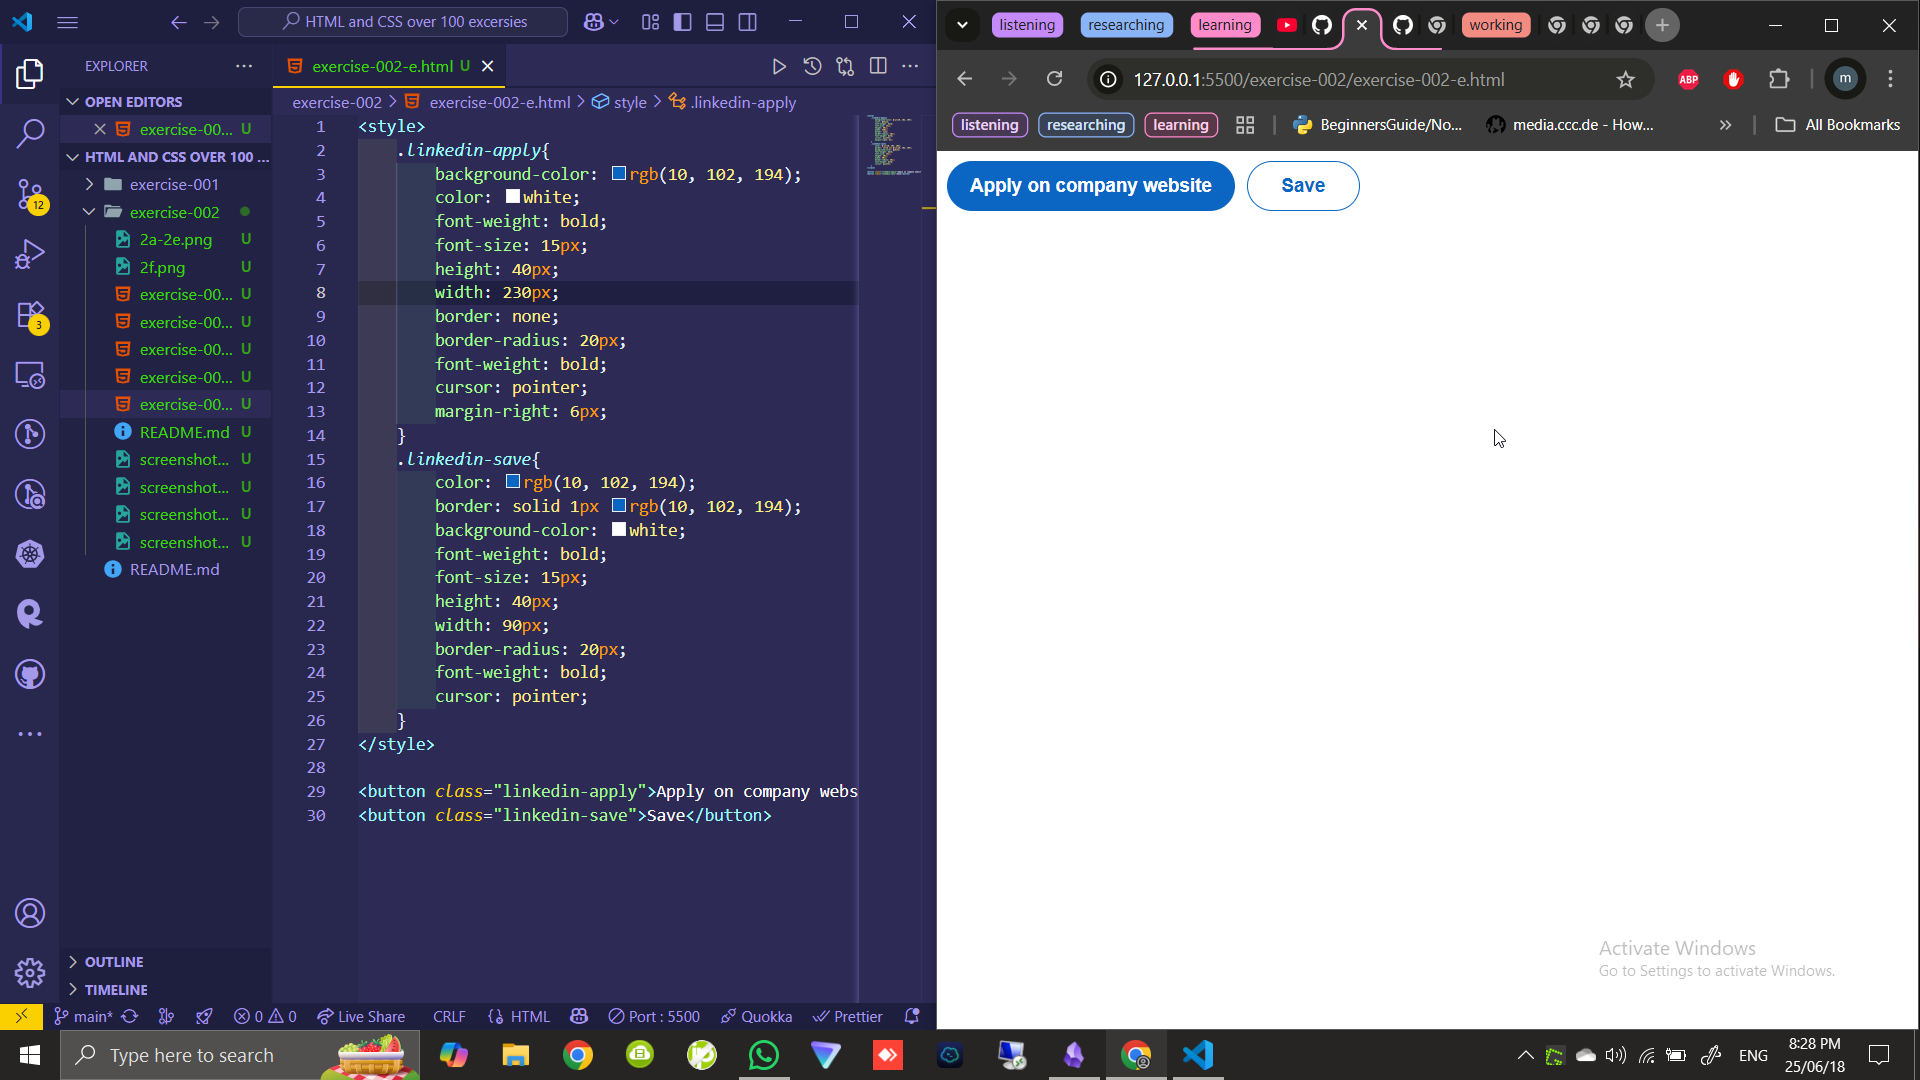 HTML and CSS over 100 excersies
EXPLORER
OPEN EDITORS
exercise-00... U
HTML AND CSS OVER 100 ...
exercise-001
exercise-002
2a-2e.png U
2f.png U
exercise-00... U
exercise-00... U
exercise-00... U
exercise-00... U
exercise-00... U
README.md U
screenshot... U
screenshot... U
screenshot... U
screenshot... U
README.md
OUTLINE
TIMELINE
12
3
exercise-002-e.html U
exercise-002 > exercise-002-e.html > style > .linkedin-apply
1 <style>
2 .linkedin-apply{
3 background-color: rgb(10, 102, 194);
4 color: white;
5 font-weight: bold;
6 font-size: 15px;
7 height: 40px;
8 width: 230px;
9 border: none;
10 border-radius: 20px;
11 font-weight: bold;
12 cursor: pointer;
13 margin-right: 6px;
14 }
15 .linkedin-save{
16 color: rgb(10, 102, 194);
17 border: solid 1px rgb(10, 102, 194);
18 background-color: white;
19 font-weight: bold;
20 font-size: 15px;
21 height: 40px;
22 width: 90px;
23 border-radius: 20px;
24 font-weight: bold;
25 cursor: pointer;
26 }
27 </style>
28
29 <button class="linkedin-apply">Apply on company webs
30 <button class="linkedin-save">Save</button>
main* 0 0 Live Share CRLF HTML Port : 5500 Quokka Prettier
listening researching learning working
127.0.0.1:5500/exercise-002/exercise-002-e.html
ABP
m
listening researching learning BeginnersGuide/No... media.ccc.de - How... » All Bookmarks
Apply on company website Save
Activate Windows
Go to Settings to activate Windows.
Type here to search
ENG
8:28 PM
25/06/18